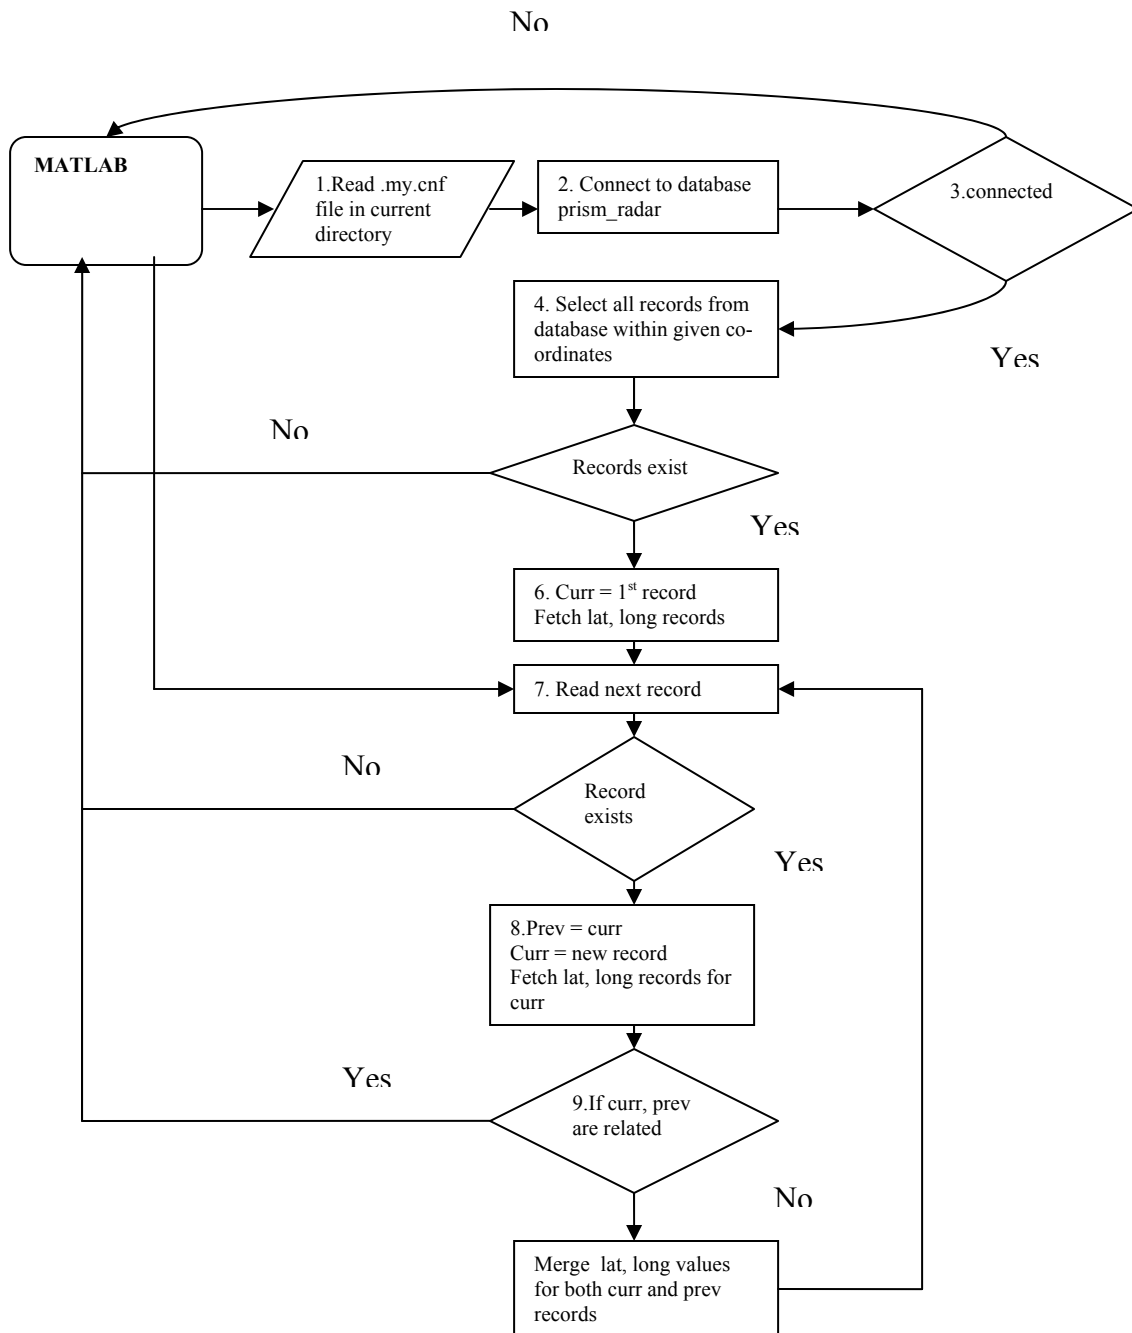 No
MATLAB
1.Read .my.cnf
file in current
directory
2. Connect to database
prism_radar
3.connected
4. Select all records from
database within given co-
ordinates
Yes
No
Records exist
Yes
6. Curr = 1st record
Fetch lat, long records
7. Read next record
No
Record
exists
Yes
8.Prev = curr
Curr = new record
Fetch lat, long records for
curr
Yes
9.If curr, prev
are related
No
Merge  lat, long values
for both curr and prev
records